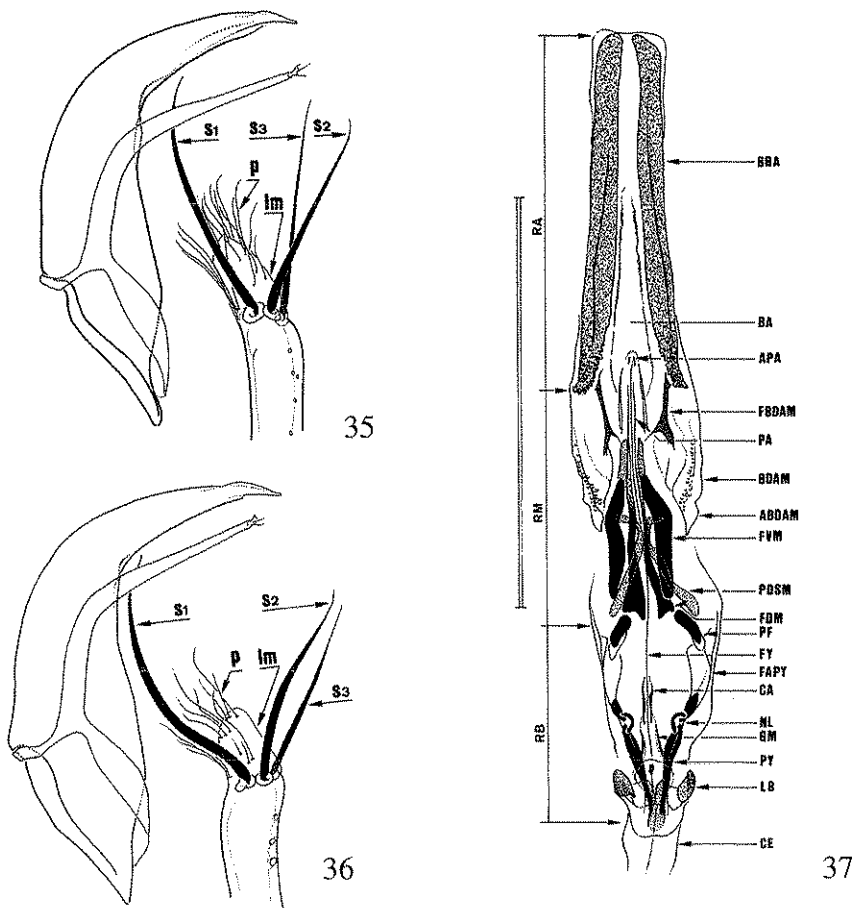 S1
S3
S2
p
lm
35
S1
S2
p
lm
S3
36
RA
RM
RB
BBA
BA
APA
FBDAM
PA
BDAM
ABDAM
FVM
PDSM
FDM
PF
FY
FAPY
CA
NL
GM
PY
LB
CE
37